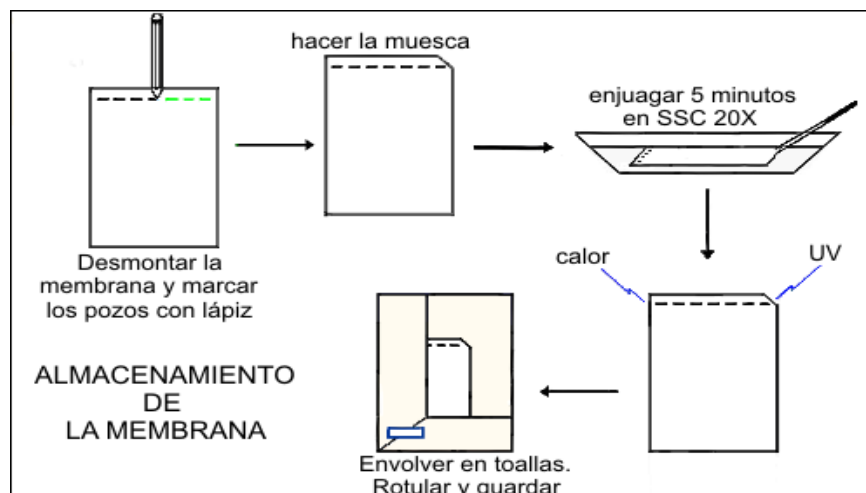 Desmontar la
membrana y marcar
los pozos con lápiz
hacer la muesca
enjuagar 5 minutos
en SSC 20X
calor
UV
Envolver en toallas.
Rotular y guardar
ALMACENAMIENTO
DE
LA MEMBRANA